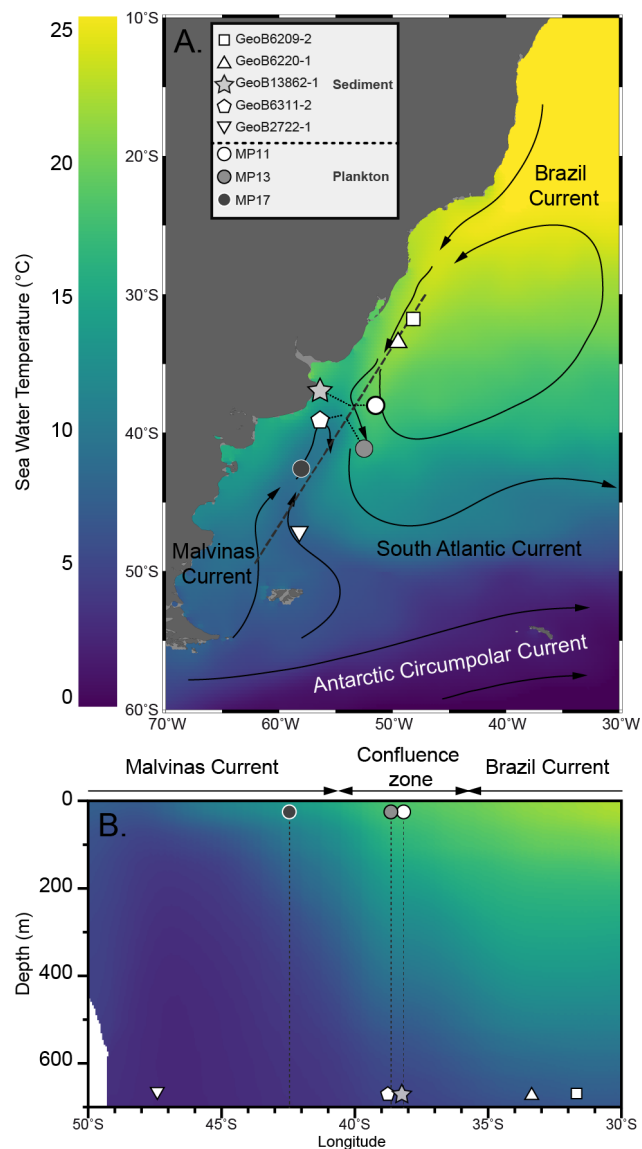 A.
GeoB6209-2
GeoB6220-1
GeoB13862-1 Sediment
GeoB6311-2
GeoB2722-1
MP11
MP13 Plankton
MP17
Sea Water Temperature (°C)
25
20
15
10
5
0
10°S
20°S
30°S
40°S
50°S
60°S
70°W
60°W
50°W
40°W
30°W
Brazil
Current
Malvinas
Current
South Atlantic Current
Antarctic Circumpolar Current
Malvinas Current
Confluence
zone
Brazil Current
B.
Depth (m)
0
200
400
600
50°S
45°S
40°S
35°S
30°S
Longitude